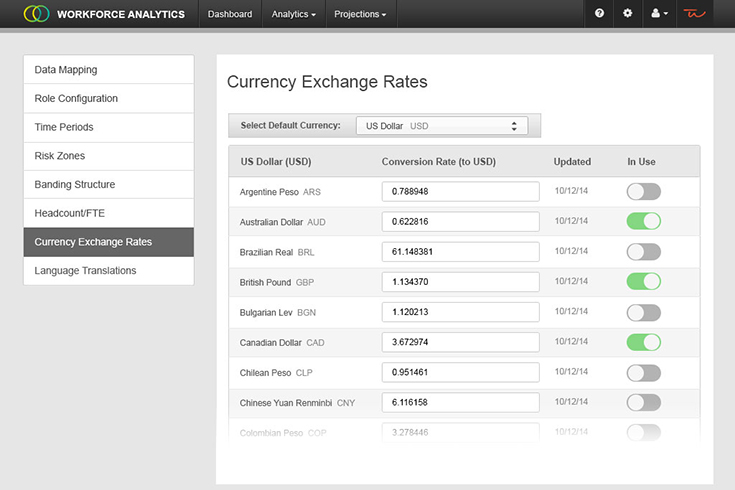 WORKFORCE ANALYTICS Dashboard Analytics Projections
Data Mapping
Role Configuration
Time Periods
Risk Zones
Banding Structure
Headcount/FTE
Currency Exchange Rates
Language Translations
Currency Exchange Rates
Select Default Currency: US Dollar USD
US Dollar (USD) Conversion Rate (to USD) Updated In Use
Argentine Peso ARS 0.788948 10/12/14
Australian Dollar AUD 0.622816 10/12/14
Brazilian Real BRL 61.148381 10/12/14
British Pound GBP 1.134370 10/12/14
Bulgarian Lev BGN 1.120213 10/12/14
Canadian Dollar CAD 3.672974 10/12/14
Chilean Peso CLP 0.951461 10/12/14
Chinese Yuan Renminbi CNY 6.116158 10/12/14
Colombian Peso COP 3.278446 10/12/14